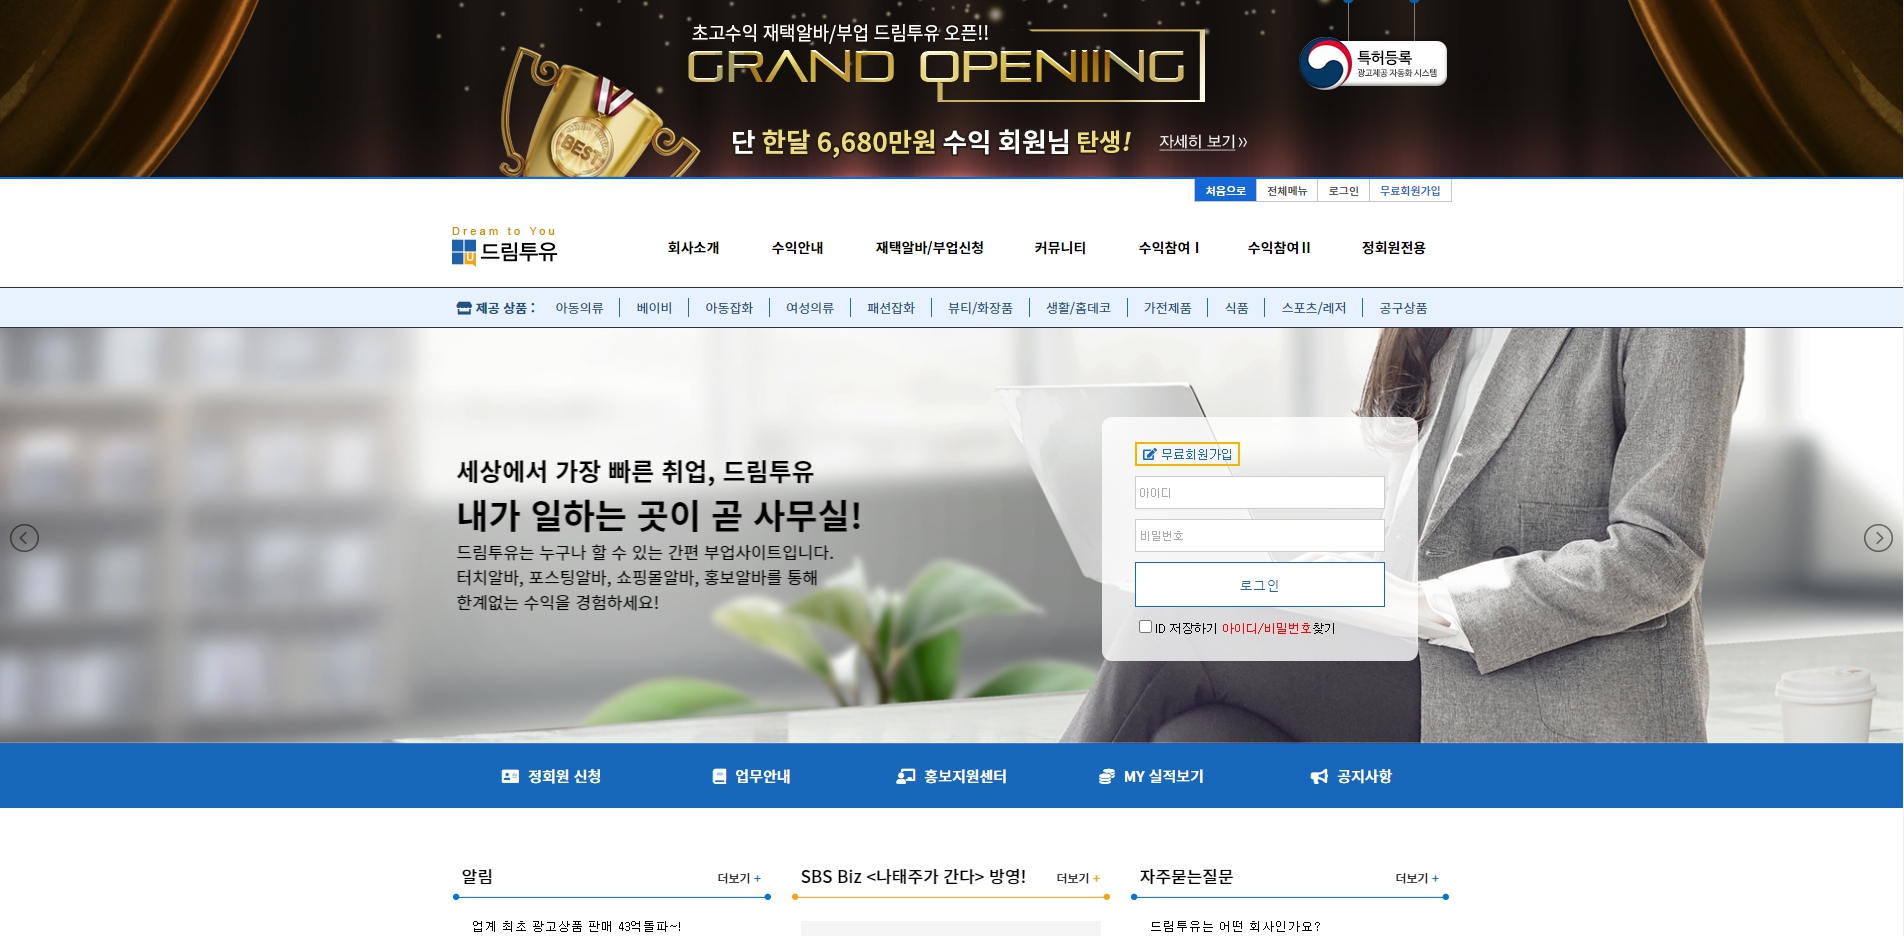 초고수익 재택알바/부업 드림투유 오픈!!
GRAND OPENIIING
특허등록
광고제공 자동화 시스템
BEST
단 한달 6,680만원 수익 회원님 탄생!
자세히 보기 »
처음으로 전체메뉴 로그인 무료회원가입
Dream to You
U 드림투유
회사소개 수익안내 재택알바/부업신청 커뮤니티 수익참여 I 수익참여 II 정회원전용
제공 상품 : 아동의류 베이비 아동잡화 여성의류 패션잡화 뷰티/화장품 생활/홈데코 가전제품 식품 스포츠/레저 공구상품
세상에서 가장 빠른 취업, 드림투유
내가 일하는 곳이 곧 사무실!
드림투유는 누구나 할 수 있는 간편 부업사이트입니다.
터치알바, 포스팅알바, 쇼핑몰알바, 홍보알바를 통해
한계없는 수익을 경험하세요!
무료회원가입
아이디
비밀번호
로그인
ID 저장하기 아이디/비밀번호찾기
정회원 신청 업무안내 홍보지원센터 MY 실적보기 공지사항
알림 더보기 +
업계 최초 광고상품 판매 43억돌파~!
SBS Biz <나태주가 간다> 방영! 더보기 +
자주묻는질문 더보기 +
드림투유는 어떤 회사인가요?